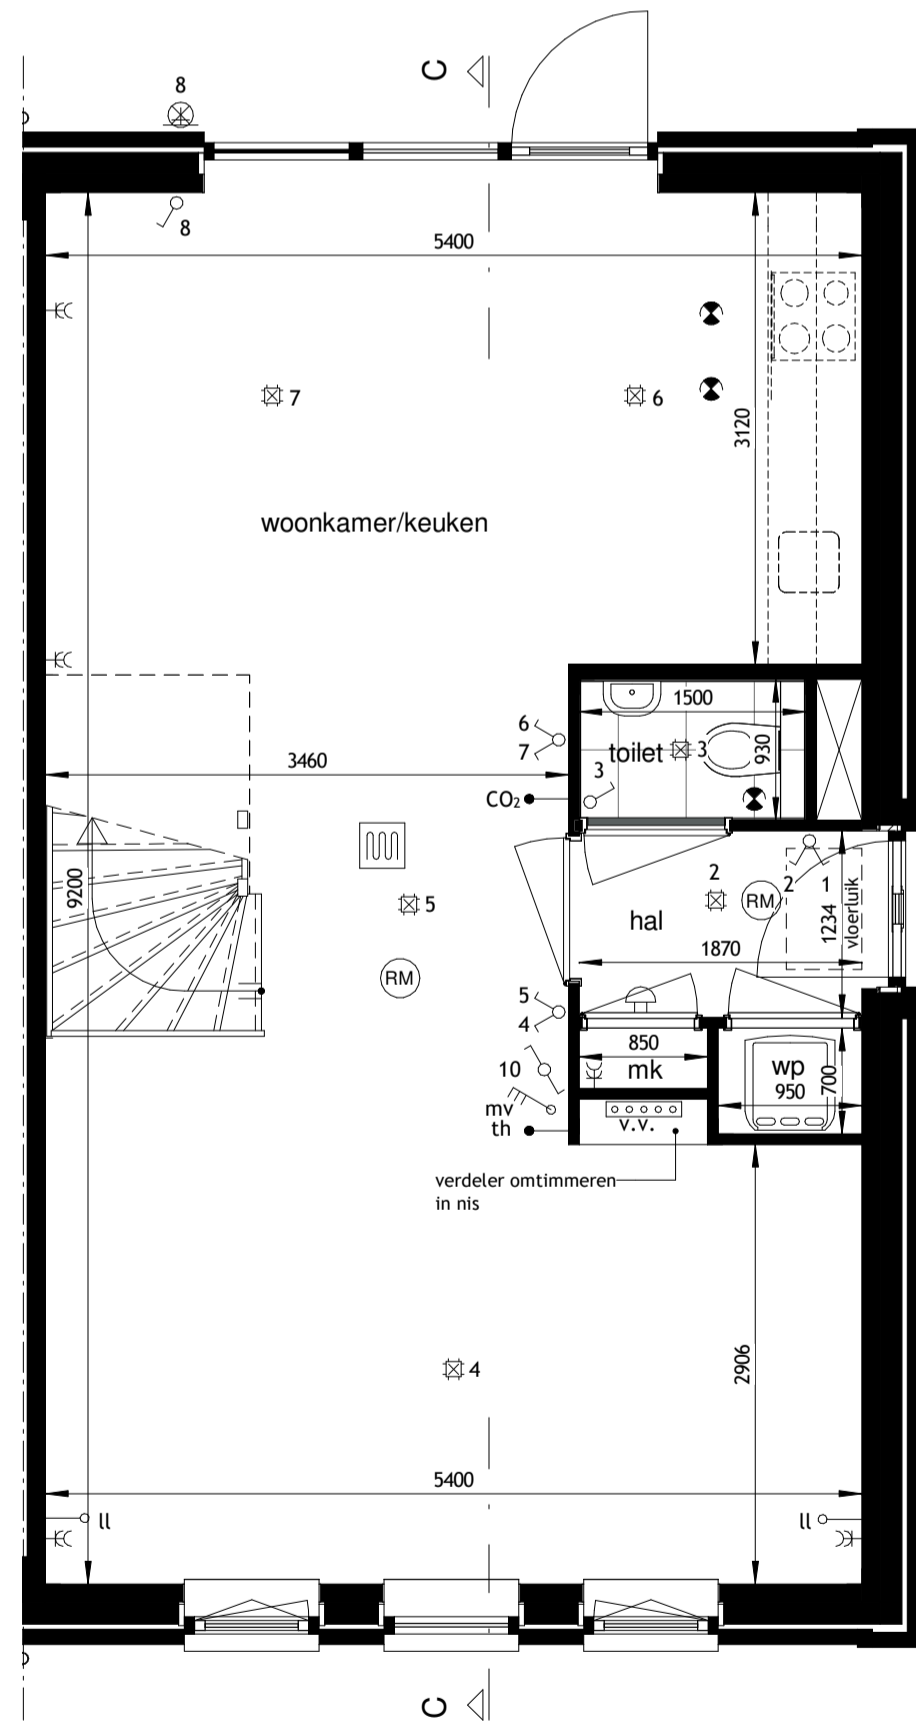 C
8
8
5400
7
6
3120
woonkamer/keuken
6
7
1500
toilet
3
930
3
3460
CO₂
9200
5
2
RM
2
1
1234
vloerluik
hal
1870
RM
5
4
10
850
mk
wp
950
700
mv
th
v.v.
verdeler omtimmeren
in nis
4
2906
5400
ll
ll
C